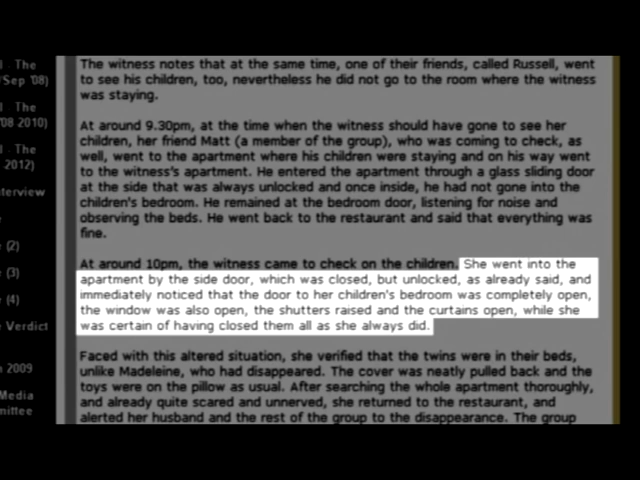 l - The
/Sep '08)
l - The
'08 2010)
l - The
2012)
nterview
(2)
(3)
(4)
e Verdict
n 2009
Media
mittee
The witness notes that at the same time, one of their friends, called Russell, went
to see his children, too, nevertheless he did not go to the room where the witness
was staying.
At around 9.30pm, at the time when the witness should have gone to see her
children, her friend Matt (a member of the group), who was coming to check, as
well, went to the apartment where his children were staying and on his way went
to the witness's apartment. He entered the apartment through a glass sliding door
at the side that was always unlocked and once inside, he had not gone into the
children's bedroom. He remained at the bedroom door, listening for noise and
observing the beds. He went back to the restaurant and said that everything was
fine.
At around 10pm, the witness came to check on the children. She went into the
apartment by the side door, which was closed, but unlocked, as already said, and
immediately noticed that the door to her children's bedroom was completely open,
the window was also open, the shutters raised and the curtains open, while she
was certain of having closed them all as she always did.
Faced with this altered situation, she verified that the twins were in their beds,
unlike Madeleine, who had disappeared. The cover was neatly pulled back and the
toys were on the pillow as usual. After searching the whole apartment thoroughly,
and already quite scared and unnerved, she returned to the restaurant, and
alerted her husband and the rest of the group to the disappearance. The group